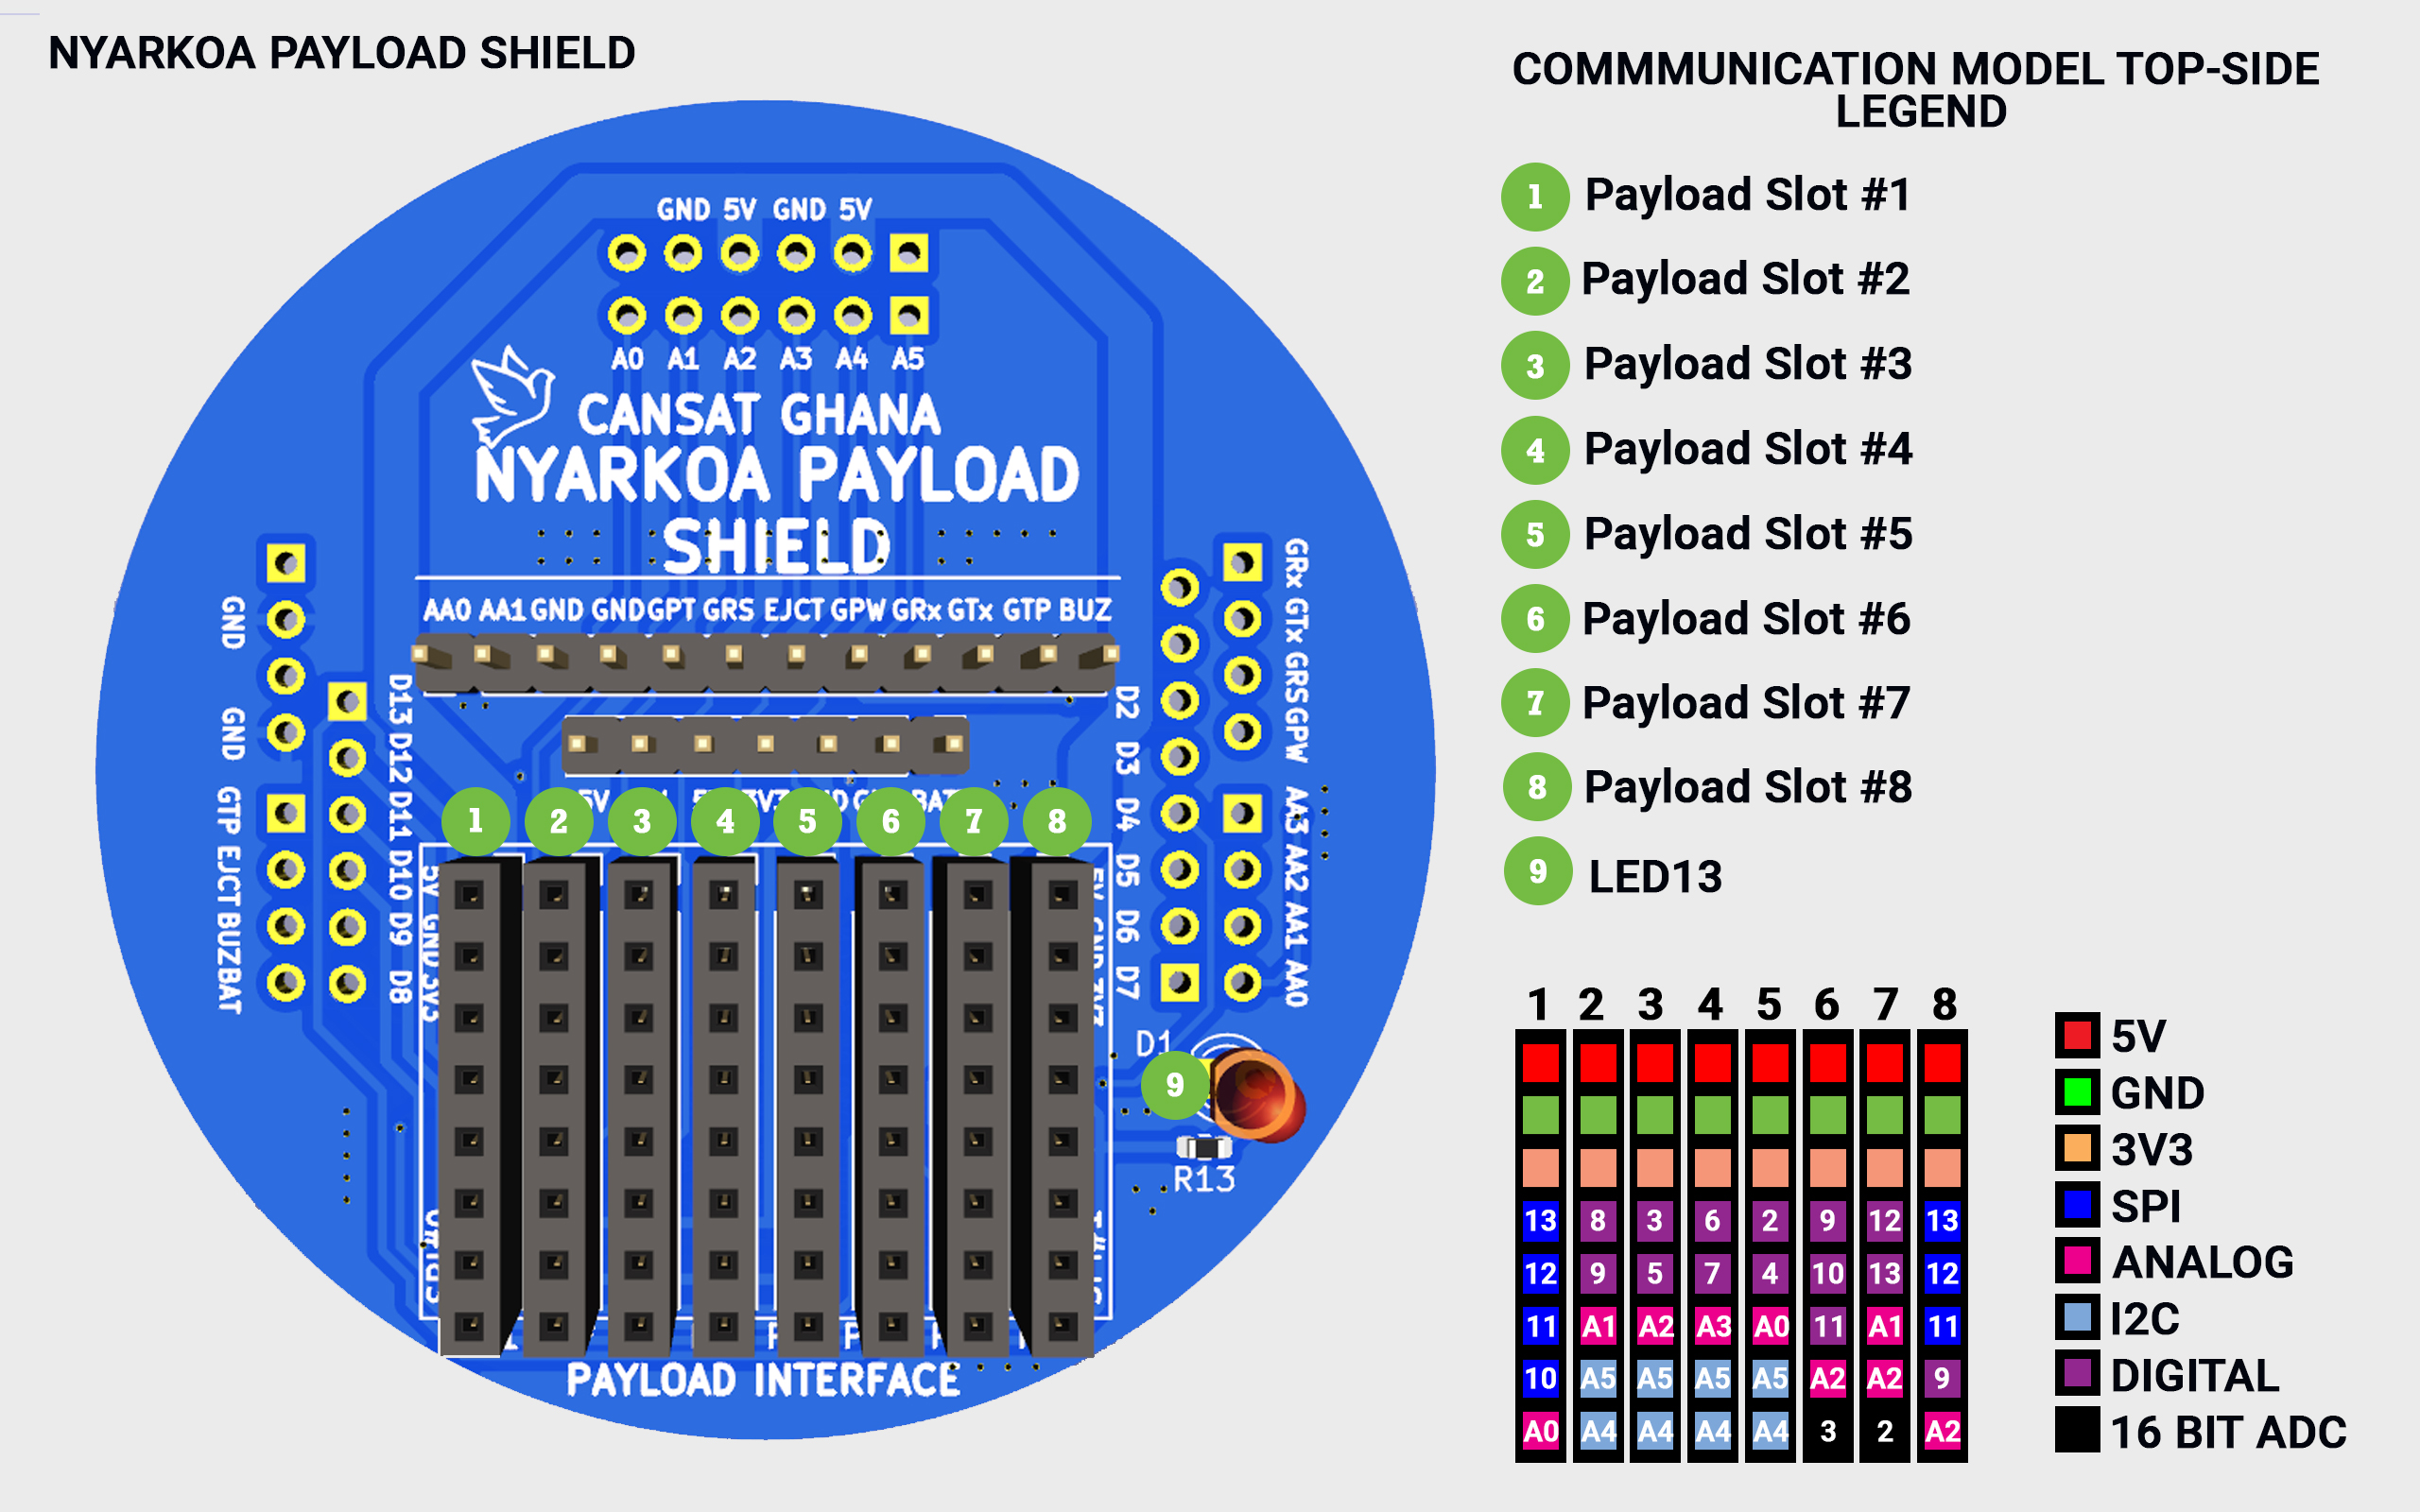 NYARKOA PAYLOAD SHIELD
COMMMUNICATION MODEL TOP-SIDE
LEGEND
1 Payload Slot #1
2 Payload Slot #2
3 Payload Slot #3
4 Payload Slot #4
5 Payload Slot #5
6 Payload Slot #6
7 Payload Slot #7
8 Payload Slot #8
9 LED13
GND 5V GND 5V
A0 A1 A2 A3 A4 A5
CANSAT GHANA
NYARKOA PAYLOAD
SHIELD
AA0 AA1 GND GND GPT GRS EJCT GPW GRx GTx GTP BUZ
GND
GND
GTP EJCT BUZ BAT
D13 D12 D11 D10 D9 D8
D2 D3 D4 D5 D6 D7
GRx GTx GRS GPW
AA3 AA2 AA1 AA0
1 2 3 4 5 6 7 8
5V GND 3V3
D1
9
R13
PAYLOAD INTERFACE
1 2 3 4 5 6 7 8
13 8 3 6 2 9 12 13
12 9 5 7 4 10 13 12
11 A1 A2 A3 A0 11 A1 11
10 A5 A5 A5 A5 A2 A2 9
A0 A4 A4 A4 A4 3 2 A2
5V
GND
3V3
SPI
ANALOG
I2C
DIGITAL
16 BIT ADC